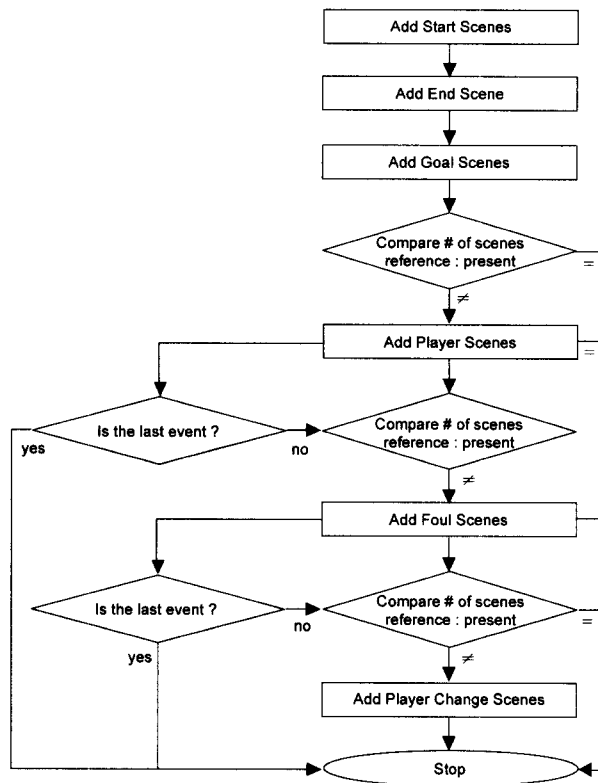 Add Start Scenes
Add End Scene
Add Goal Scenes
Compare # of scenes
reference : present
=
≠
Add Player Scenes
=
Is the last event ?
yes
no
Compare # of scenes
reference : present
≠
Add Foul Scenes
Is the last event ?
yes
no
Compare # of scenes
reference : present
=
≠
Add Player Change Scenes
Stop